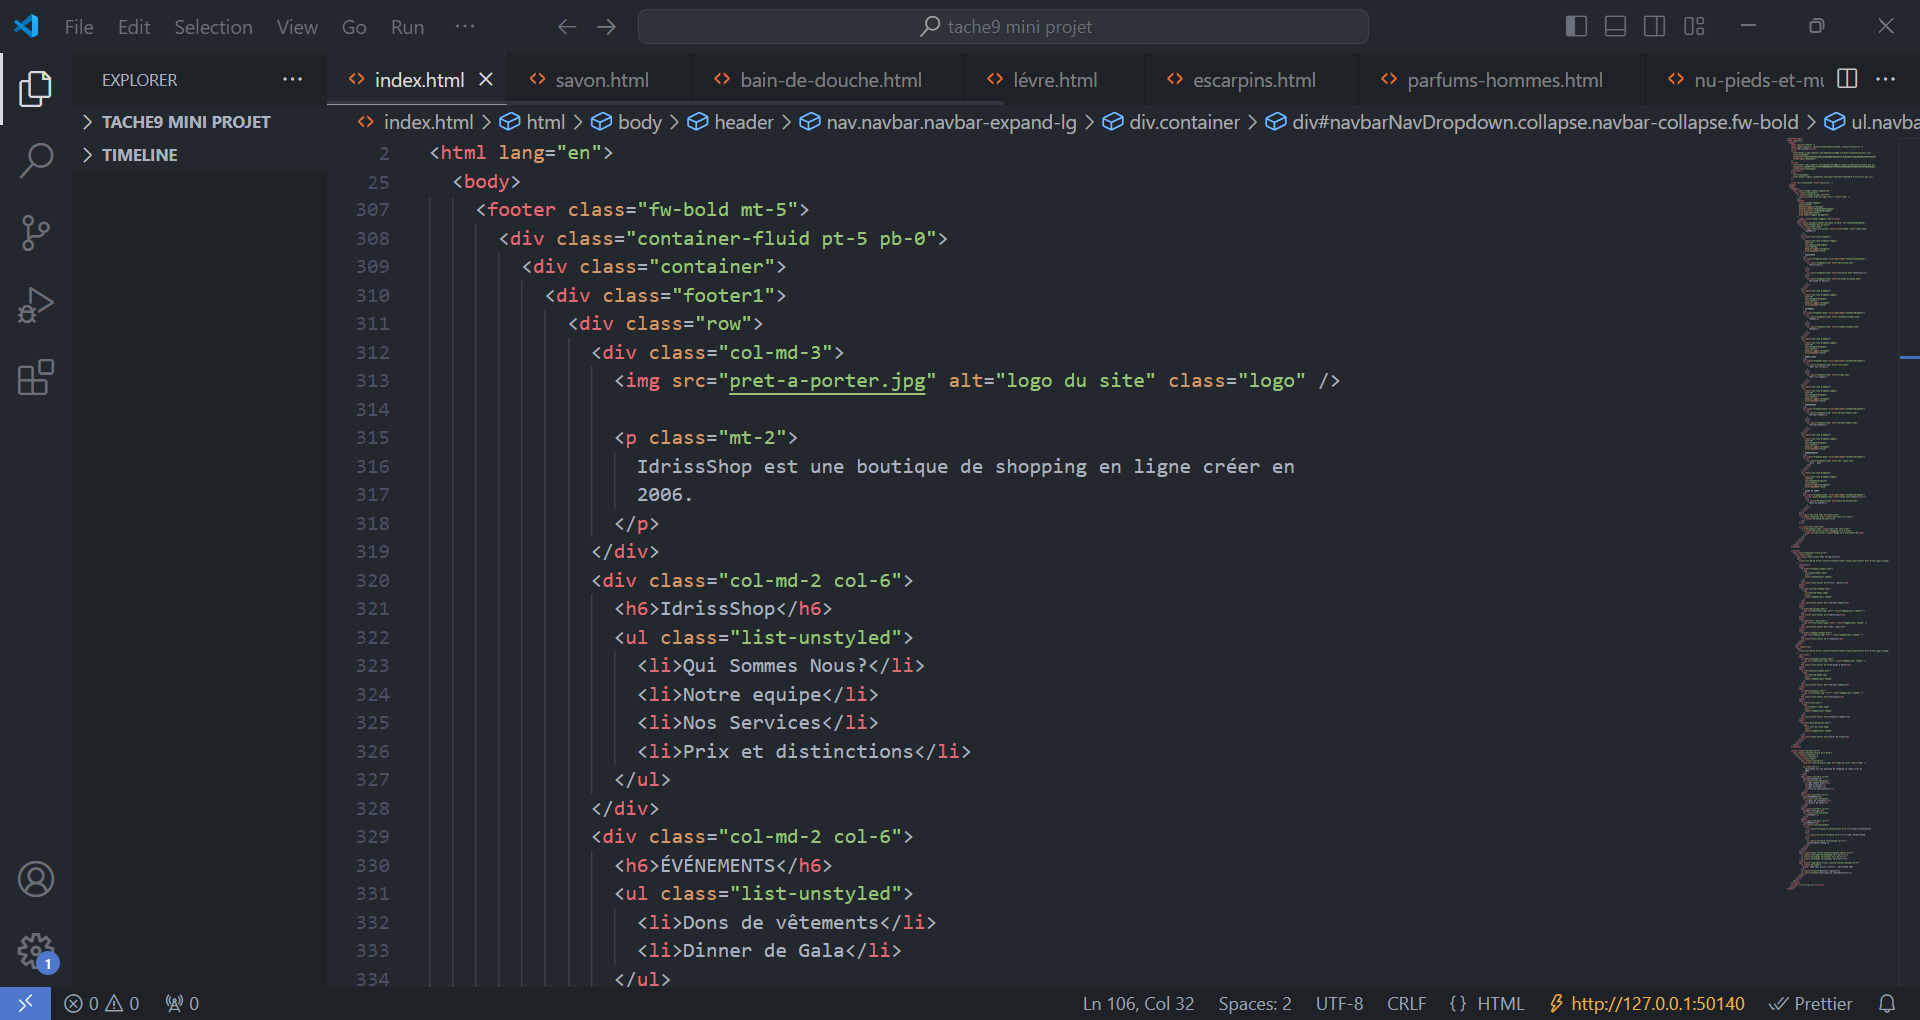 File Edit Selection View Go Run ··· tache9 mini projet
EXPLORER ···
TACHE9 MINI PROJET
TIMELINE
index.html savon.html bain-de-douche.html lévre.html escarpins.html parfums-hommes.html nu-pieds-et-mu ···
index.html > html > body > header > nav.navbar.navbar-expand-lg > div.container > div#navbarNavDropdown.collapse.navbar-collapse.fw-bold > ul.navba
2 <html lang="en">
25 <body>
307 <footer class="fw-bold mt-5">
308 <div class="container-fluid pt-5 pb-0">
309 <div class="container">
310 <div class="footer1">
311 <div class="row">
312 <div class="col-md-3">
313 <img src="pret-a-porter.jpg" alt="logo du site" class="logo" />
314
315 <p class="mt-2">
316 IdrissShop est une boutique de shopping en ligne créer en
317 2006.
318 </p>
319 </div>
320 <div class="col-md-2 col-6">
321 <h6>IdrissShop</h6>
322 <ul class="list-unstyled">
323 <li>Qui Sommes Nous?</li>
324 <li>Notre equipe</li>
325 <li>Nos Services</li>
326 <li>Prix et distinctions</li>
327 </ul>
328 </div>
329 <div class="col-md-2 col-6">
330 <h6>ÉVÉNEMENTS</h6>
331 <ul class="list-unstyled">
332 <li>Dons de vêtements</li>
333 <li>Dinner de Gala</li>
334 </ul>
1
0 0 0 Ln 106, Col 32 Spaces: 2 UTF-8 CRLF {} HTML http://127.0.0.1:50140 Prettier